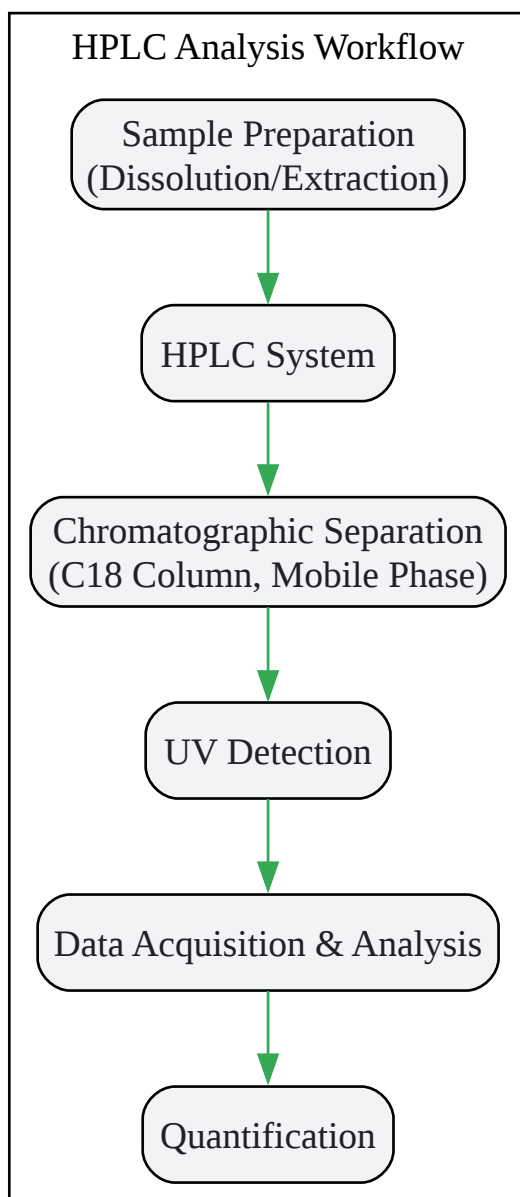 HPLC Analysis Workflow
Sample Preparation
(Dissolution/Extraction)
HPLC System
Chromatographic Separation
(C18 Column, Mobile Phase)
UV Detection
Data Acquisition & Analysis
Quantification